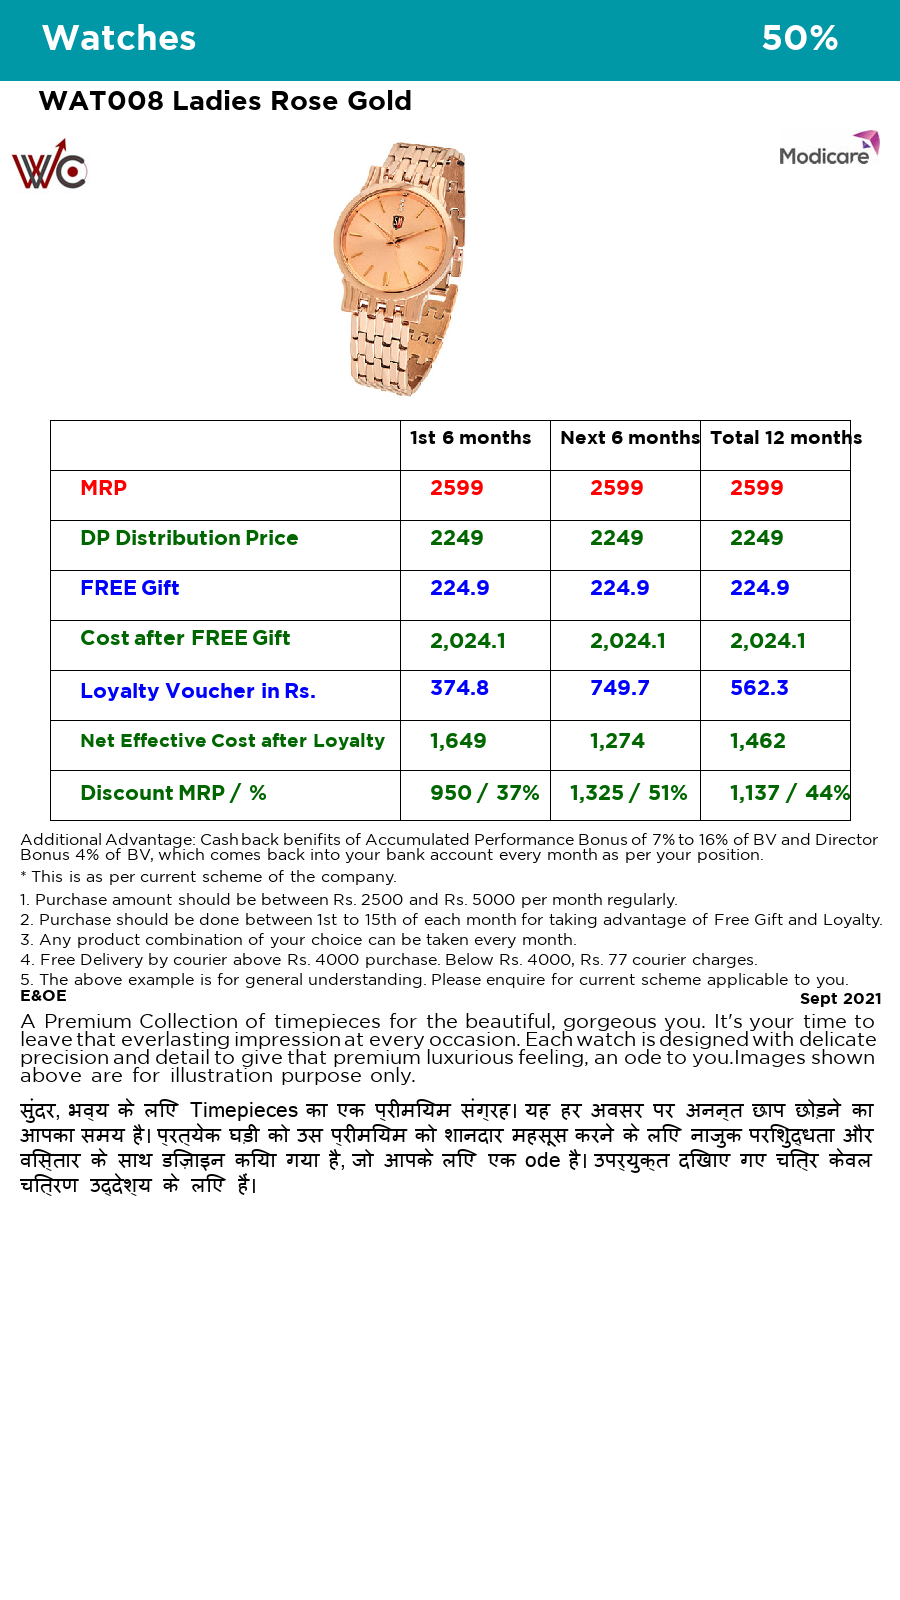 Watches 50%
WAT008 Ladies Rose Gold
WC
Modicare
1st 6 months Next 6 months Total 12 months
MRP 2599 2599 2599
DP Distribution Price 2249 2249 2249
FREE Gift 224.9 224.9 224.9
Cost after FREE Gift 2,024.1 2,024.1 2,024.1
Loyalty Voucher in Rs. 374.8 749.7 562.3
Net Effective Cost after Loyalty 1,649 1,274 1,462
Discount MRP / % 950 / 37% 1,325 / 51% 1,137 / 44%
Additional Advantage: Cash back benifits of Accumulated Performance Bonus of 7% to 16% of BV and Director
Bonus 4% of BV, which comes back into your bank account every month as per your position.
* This is as per current scheme of the company.
1. Purchase amount should be between Rs. 2500 and Rs. 5000 per month regularly.
2. Purchase should be done between 1st to 15th of each month for taking advantage of Free Gift and Loyalty.
3. Any product combination of your choice can be taken every month.
4. Free Delivery by courier above Rs. 4000 purchase. Below Rs. 4000, Rs. 77 courier charges.
5. The above example is for general understanding. Please enquire for current scheme applicable to you.
E&OE Sept 2021
A Premium Collection of timepieces for the beautiful, gorgeous you. It's your time to
leave that everlasting impression at every occasion. Each watch is designed with delicate
precision and detail to give that premium luxurious feeling, an ode to you.Images shown
above are for illustration purpose only.
सुंदर, भव्य के लिए Timepieces का एक प्रीमियम संग्रह। यह हर अवसर पर अनन्त छाप छोड़ने का
आपका समय है। प्रत्येक घड़ी को उस प्रीमियम को शानदार महसूस करने के लिए नाजुक परिशुद्धता और
विस्तार के साथ डिज़ाइन किया गया है, जो आपके लिए एक ode है। उपर्युक्त दिखाए गए चित्र केवल
चित्रण उद्देश्य के लिए हैं।